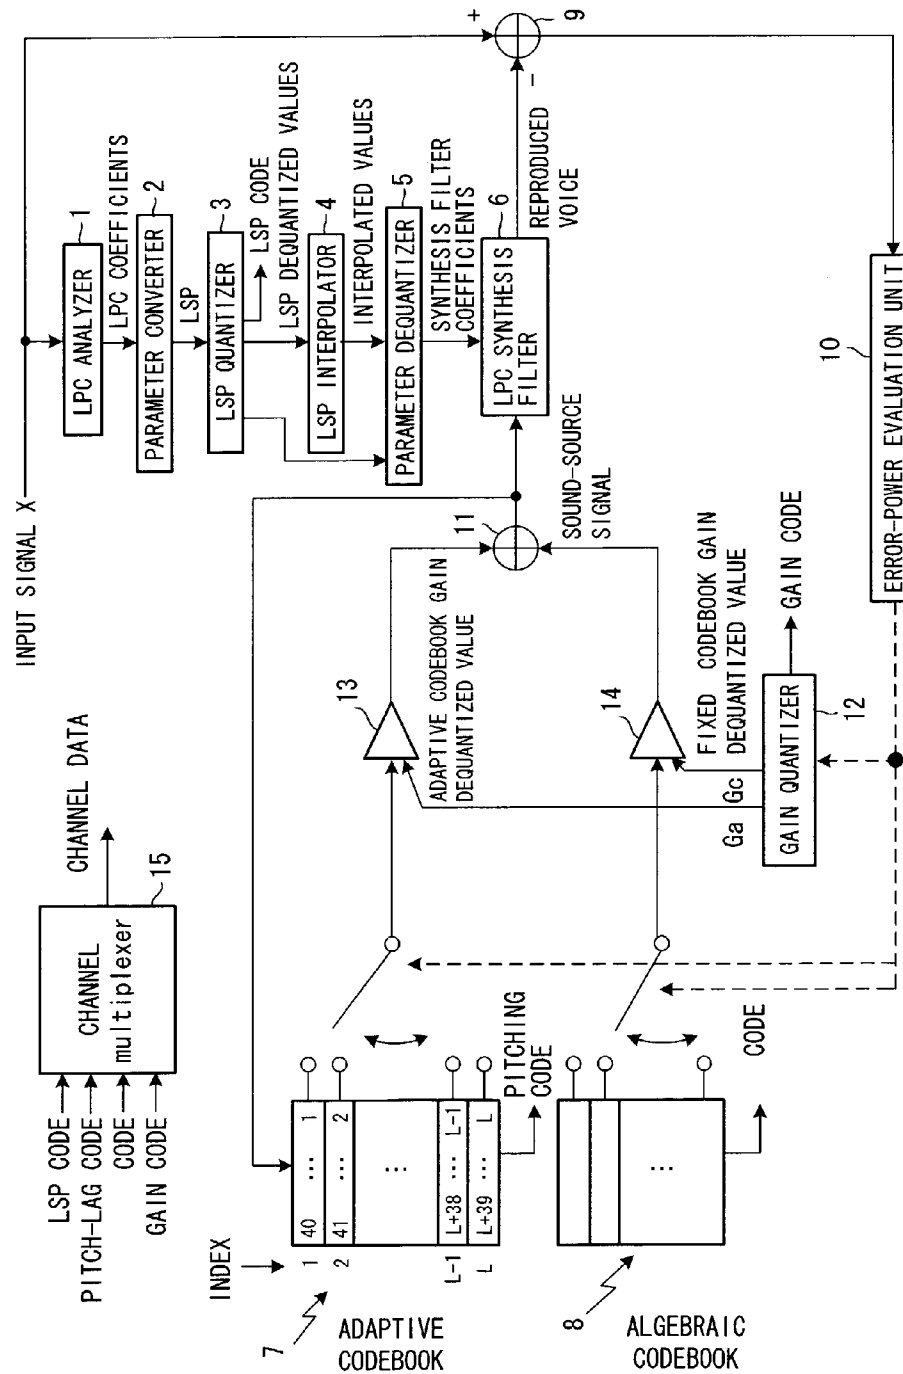 INPUT SIGNAL X
1
LPC ANALYZER
LPC COEFFICIENTS
2
PARAMETER CONVERTER
LSP
3
LSP QUANTIZER
LSP CODE
LSP DEQUANTIZED VALUES
4
LSP INTERPOLATOR
INTERPOLATED VALUES
5
PARAMETER DEQUANTIZER
SYNTHESIS FILTER
COEFFICIENTS
6
LPC SYNTHESIS
FILTER
REPRODUCED
VOICE
+
−
9
10
ERROR-POWER EVALUATION UNIT
11
SOUND-SOURCE
SIGNAL
CHANNEL DATA
15
CHANNEL
multiplexer
LSP CODE
PITCH-LAG CODE
CODE
GAIN CODE
13
ADAPTIVE CODEBOOK GAIN
DEQUANTIZED VALUE
14
FIXED CODEBOOK GAIN
DEQUANTIZED VALUE
Ga
Gc
GAIN QUANTIZER
12
GAIN CODE
INDEX
1
40 ... 1
2
41 ... 2
...
L-1
L+38 ... L-1
L
L+39 ... L
PITCHING
CODE
7
ADAPTIVE
CODEBOOK
...
CODE
8
ALGEBRAIC
CODEBOOK